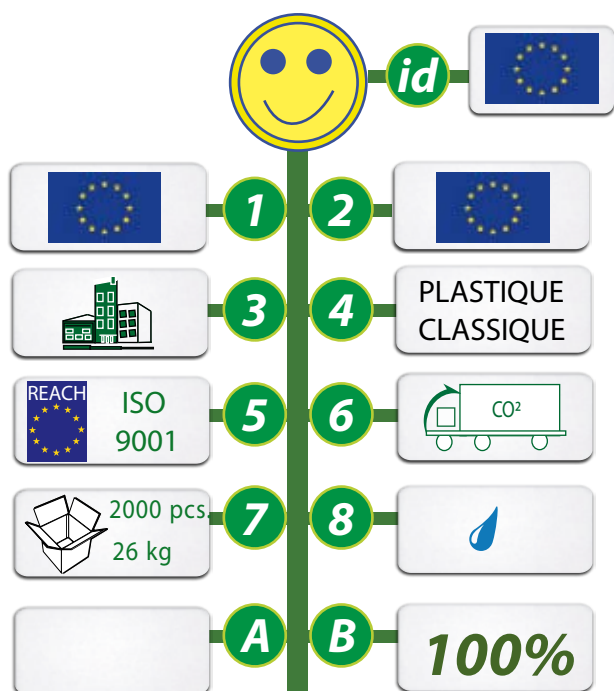 id
1
2
3
4
PLASTIQUE
CLASSIQUE
REACH
ISO
9001
5
6
CO²
2000 pcs.
26 kg
7
8
A
B
100%